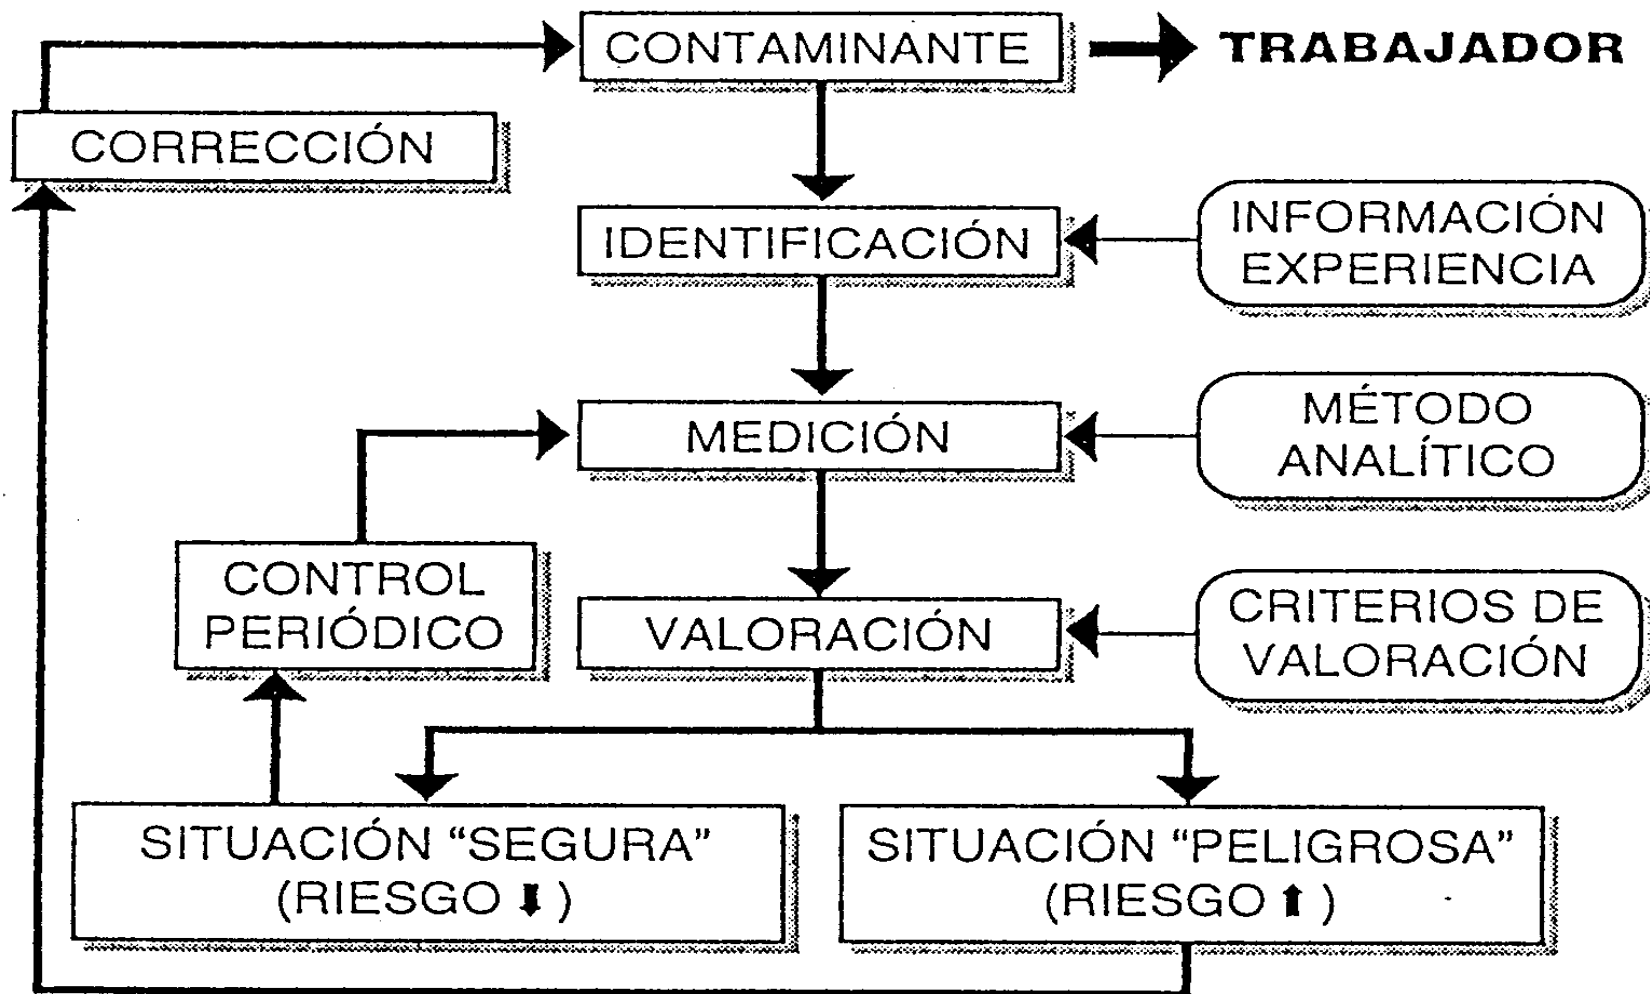 CONTAMINANTE
TRABAJADOR
CORRECCIÓN
IDENTIFICACIÓN
INFORMACIÓN
EXPERIENCIA
MEDICIÓN
MÉTODO
ANALÍTICO
CONTROL
PERIÓDICO
VALORACIÓN
CRITERIOS DE
VALORACIÓN
SITUACIÓN “SEGURA”
(RIESGO ⬇)
SITUACIÓN “PELIGROSA”
(RIESGO ⬆)